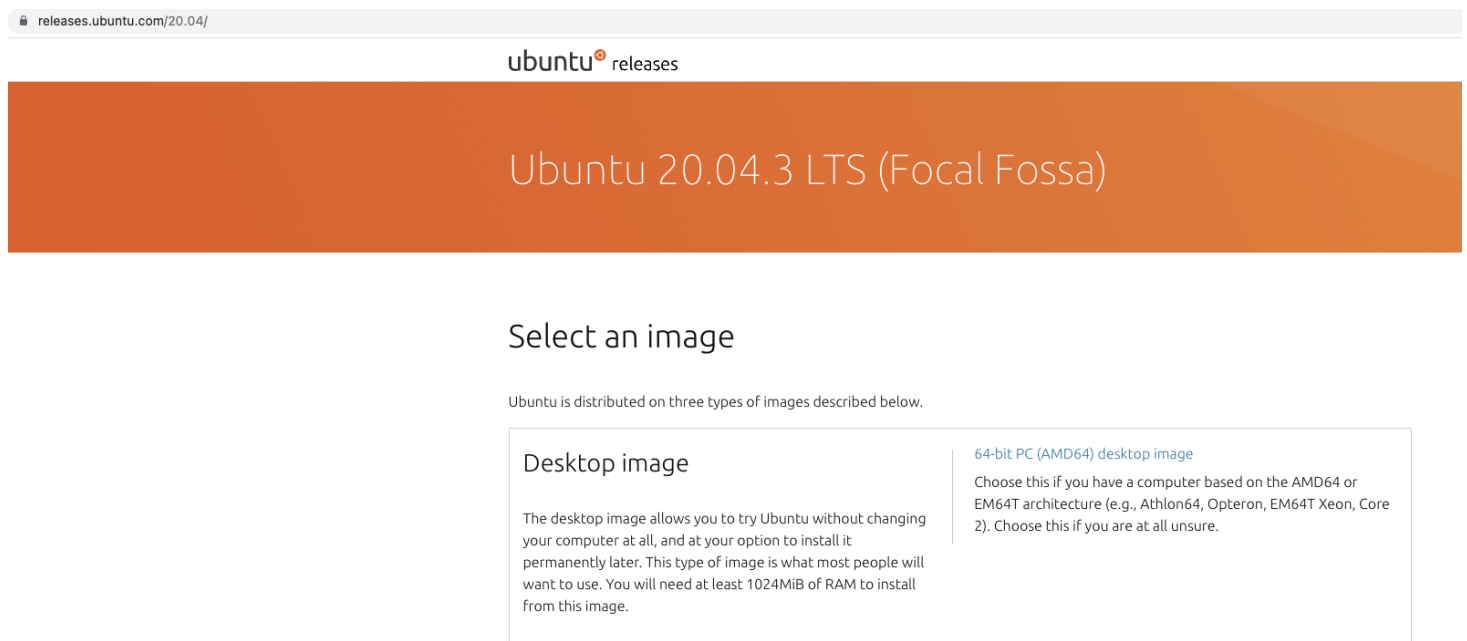 releases.ubuntu.com/20.04/
ubuntu releases
Ubuntu 20.04.3 LTS (Focal Fossa)
Select an image
Ubuntu is distributed on three types of images described below.
Desktop image
The desktop image allows you to try Ubuntu without changing
your computer at all, and at your option to install it
permanently later. This type of image is what most people will
want to use. You will need at least 1024MiB of RAM to install
from this image.
64-bit PC (AMD64) desktop image
Choose this if you have a computer based on the AMD64 or
EM64T architecture (e.g., Athlon64, Opteron, EM64T Xeon, Core
2). Choose this if you are at all unsure.